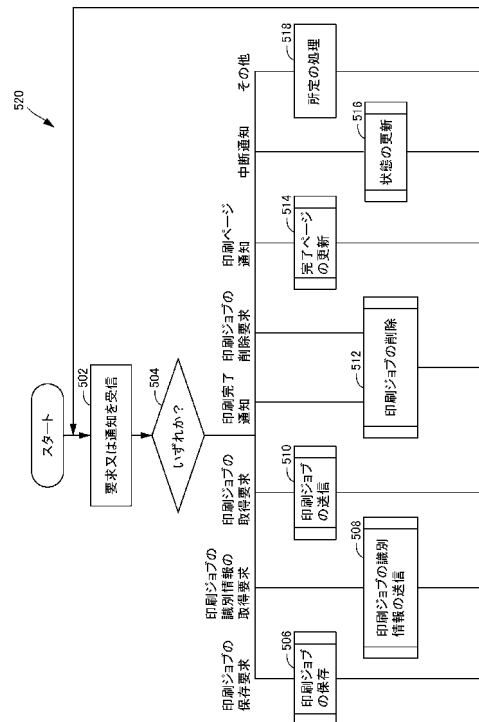 520
スタート
502
要求又は通知を受信
504
いずれか？
印刷ジョブの
保存要求
506
印刷ジョブ
の保存
印刷ジョブの
識別情報の
取得要求
508
印刷ジョブの識別
情報の送信
印刷ジョブの
取得要求
510
印刷ジョブ
の送信
印刷完了
通知
印刷ジョブの
削除要求
512
印刷ジョブの削除
印刷ページ
通知
514
完了ページ
の更新
中断通知
516
状態の更新
その他
518
所定の処理